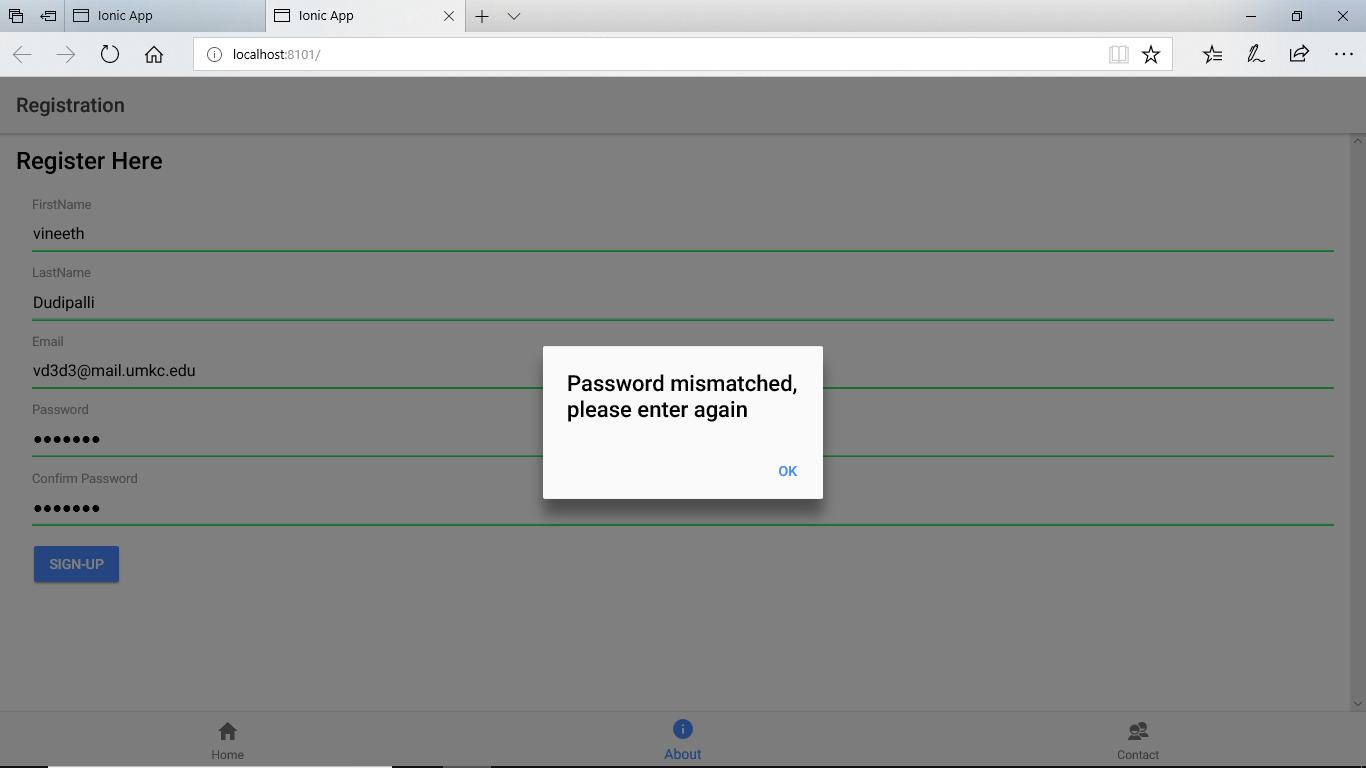 Ionic App
Ionic App
localhost:8101/
Registration
Register Here
FirstName
vineeth
LastName
Dudipalli
Email
vd3d3@mail.umkc.edu
Password
•••••••
Confirm Password
•••••••
SIGN-UP
Password mismatched,
please enter again
OK
Home
About
Contact